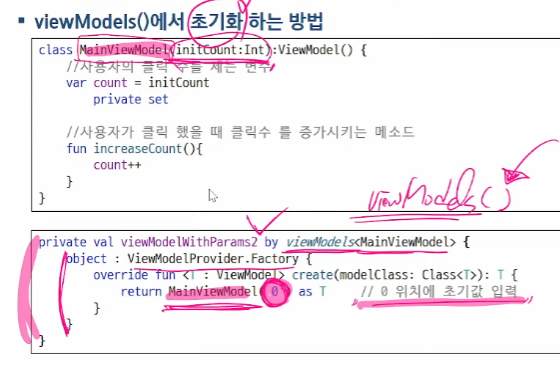 ▪ viewModels()에서 초기화 하는 방법
class MainViewModel(initCount:Int):ViewModel() {
//사용자의 클릭 수를 세는 변수
var count = initCount
private set
//사용자가 클릭 했을 때 클릭수 를 증가시키는 메소드
fun increaseCount(){
count++
}
}
viewModels()
private val viewModelWithParams2 by viewModels<MainViewModel> {
object : ViewModelProvider.Factory {
override fun <T : ViewModel> create(modelClass: Class<T>): T {
return MainViewModel( 0 ) as T // 0 위치에 초기값 입력
}
}
}